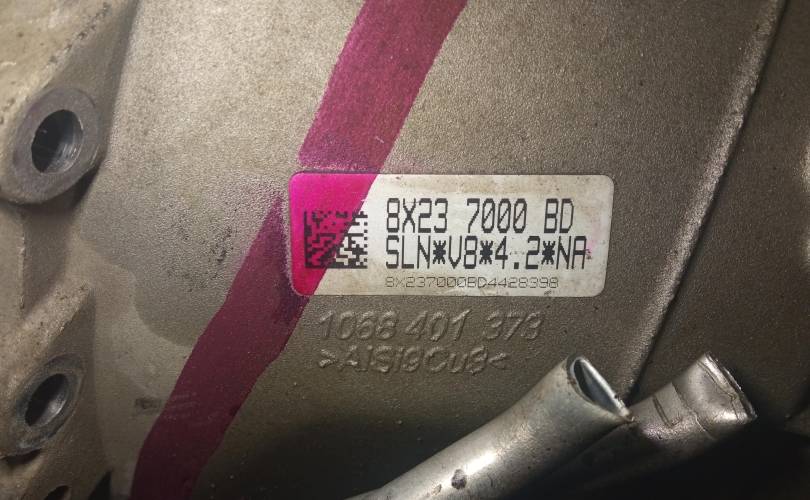 8X23 7000 BD
SLN*V8*4.2*NA
8X237000BD4428398
1068 401 373
>AlSi9Cu3<